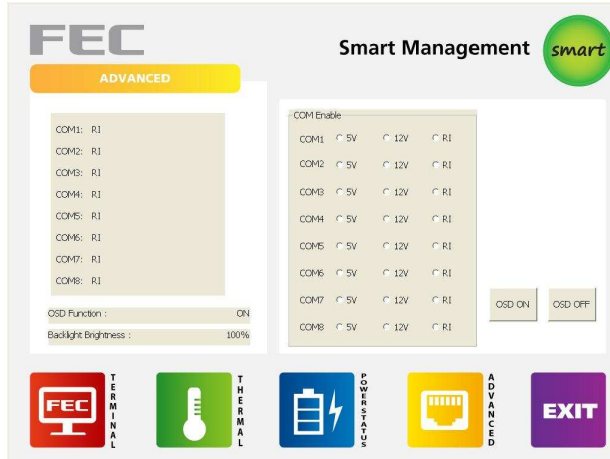 FEC
Smart Management
smart
ADVANCED
COM1: RI
COM2: RI
COM3: RI
COM4: RI
COM5: RI
COM6: RI
COM7: RI
COM8: RI
OSD Function : ON
Backlight Brightness : 100%
COM Enable
COM1 5V 12V RI
COM2 5V 12V RI
COM3 5V 12V RI
COM4 5V 12V RI
COM5 5V 12V RI
COM6 5V 12V RI
COM7 5V 12V RI
COM8 5V 12V RI
OSD ON
OSD OFF
FEC
TERMINAL
THERMAL
POWER STATUS
ADVANCED
EXIT